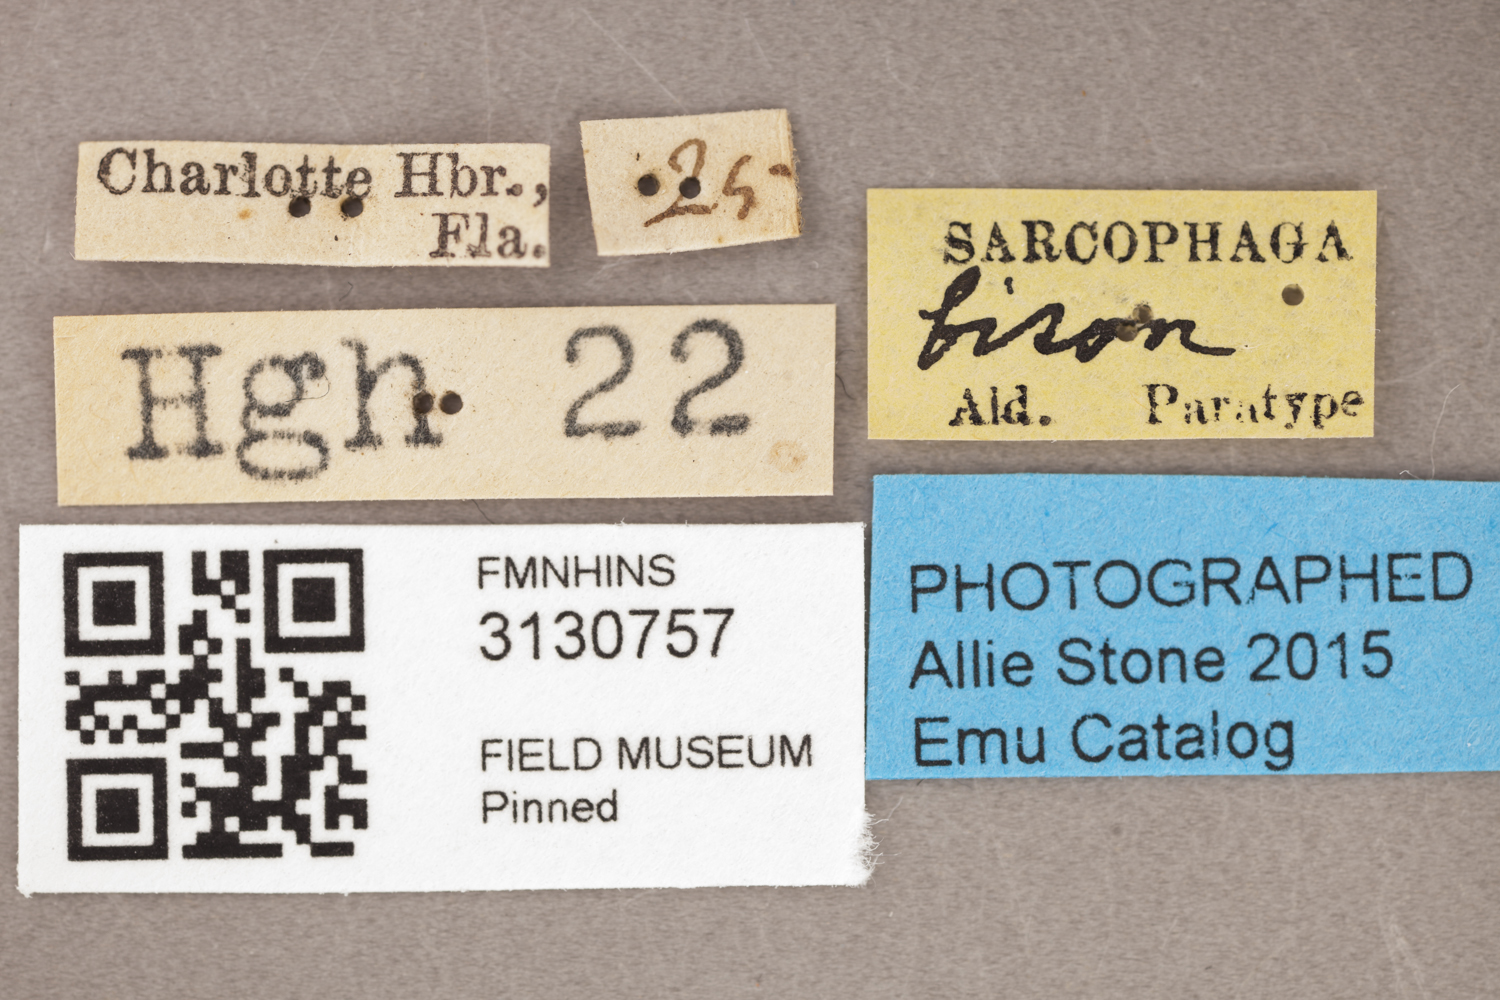 Charlotte Hbr.,
Fla.
25
SARCOPHAGA
bison
Ald. Paratype
Hgh 22
FMNHINS
3130757
FIELD MUSEUM
Pinned
PHOTOGRAPHED
Allie Stone 2015
Emu Catalog